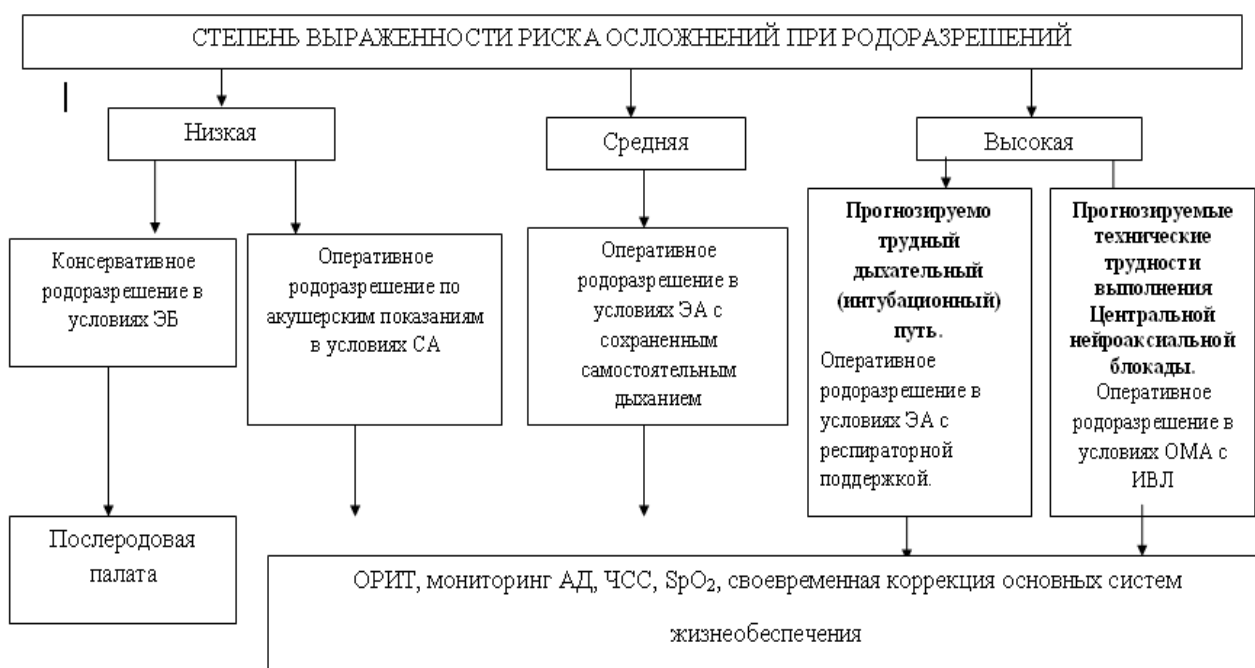 СТЕПЕНЬ ВЫРАЖЕННОСТИ РИСКА ОСЛОЖНЕНИЙ ПРИ РОДОРАЗРЕШЕНИЙ
Низкая
Средняя
Высокая
Консервативное
родоразрешение в
условиях ЭБ
Оперативное
родоразрешение по
акушерским показаниям
в условиях СА
Оперативное
родоразрешение в
условиях ЭА с
сохраненным
самостоятельным
дыханием
Прогнозируемо
трудный
дыхательный
(интубационный)
путь.
Оперативное
родоразрешение в
условиях ЭА с
респираторной
поддержкой.
Прогнозируемые
технические
трудности
выполнения
Центральной
нейроаксиальной
блокады.
Оперативное
родоразрешение в
условиях ОМА с
ИВЛ
Послеродовая
палата
ОРИТ, мониторинг АД, ЧСС, SpO₂, своевременная коррекция основных систем
жизнеобеспечения